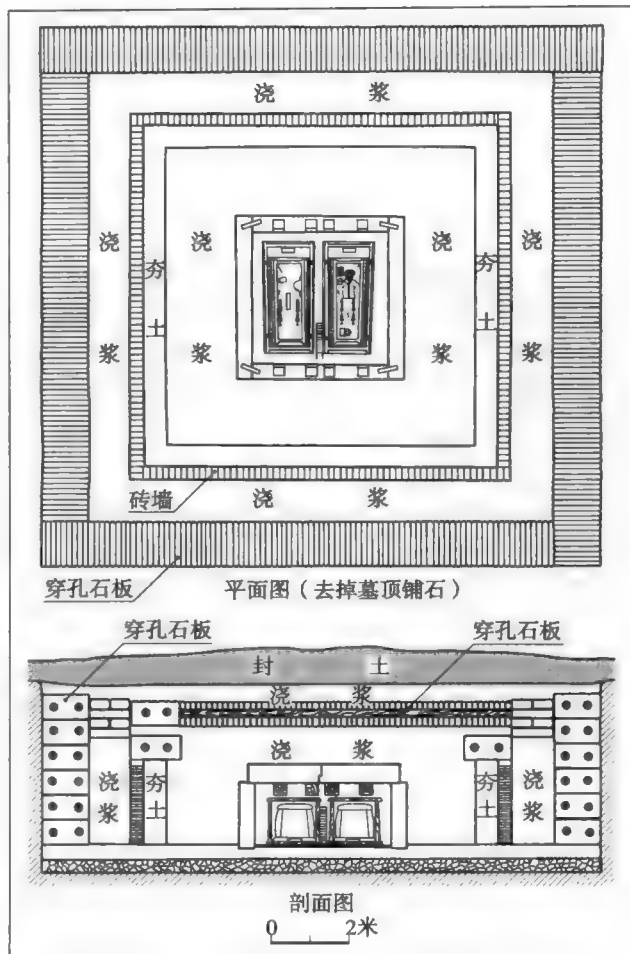 浇 浆
浇 浆
夯 土
浇 浆
浇 浆
夯 土
浇 浆
砖墙
浇 浆
穿孔石板
平面图（去掉墓顶铺石）
穿孔石板
穿孔石板
封 土
浇 浆
浇 浆
浇 浆
夯 土
夯 土
浇 浆
剖面图
0 2米